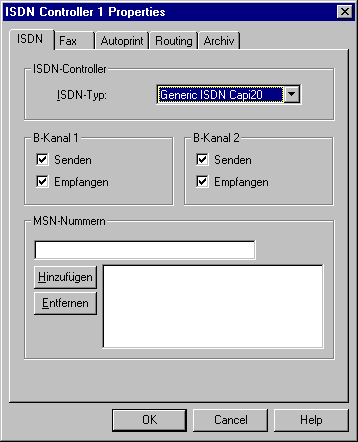 ISDN Controller 1 Properties
ISDN Fax Autoprint Routing Archiv
ISDN-Controller
ISDN-Typ: Generic ISDN Capi20
B-Kanal 1 B-Kanal 2
Senden Senden
Empfangen Empfangen
MSN-Nummern
Hinzufügen
Entfernen
OK Cancel Help